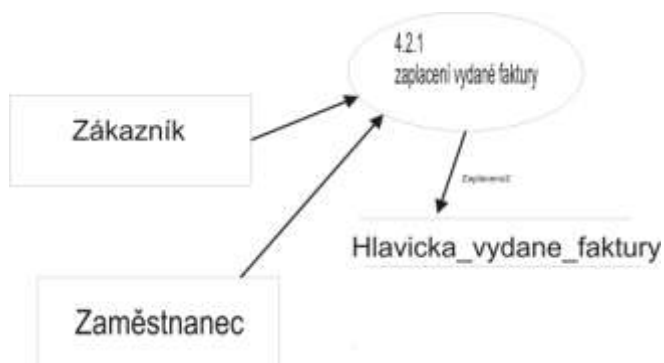 4.2.1
zaplacení vydané faktury
Zákazník
Hlavicka_vydane_faktury
Zaměstnanec